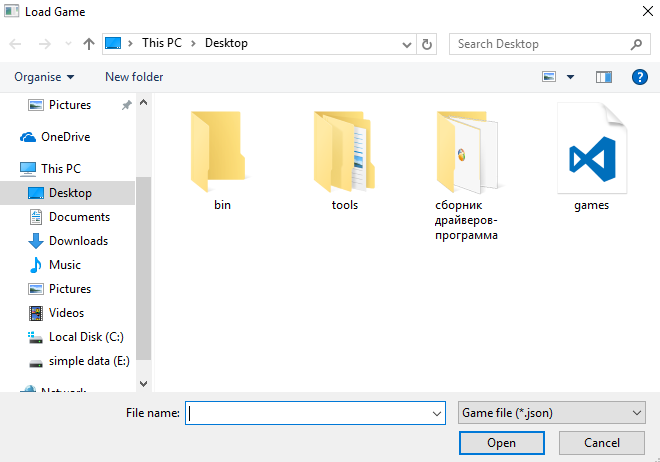 Load Game
This PC
Desktop
Search Desktop
Organise
New folder
Pictures
OneDrive
This PC
Desktop
Documents
Downloads
Music
Pictures
Videos
Local Disk (C:)
simple data (E:)
Network
bin
tools
сборник
драйверов-
программа
games
File name:
Game file (*.json)
Open
Cancel